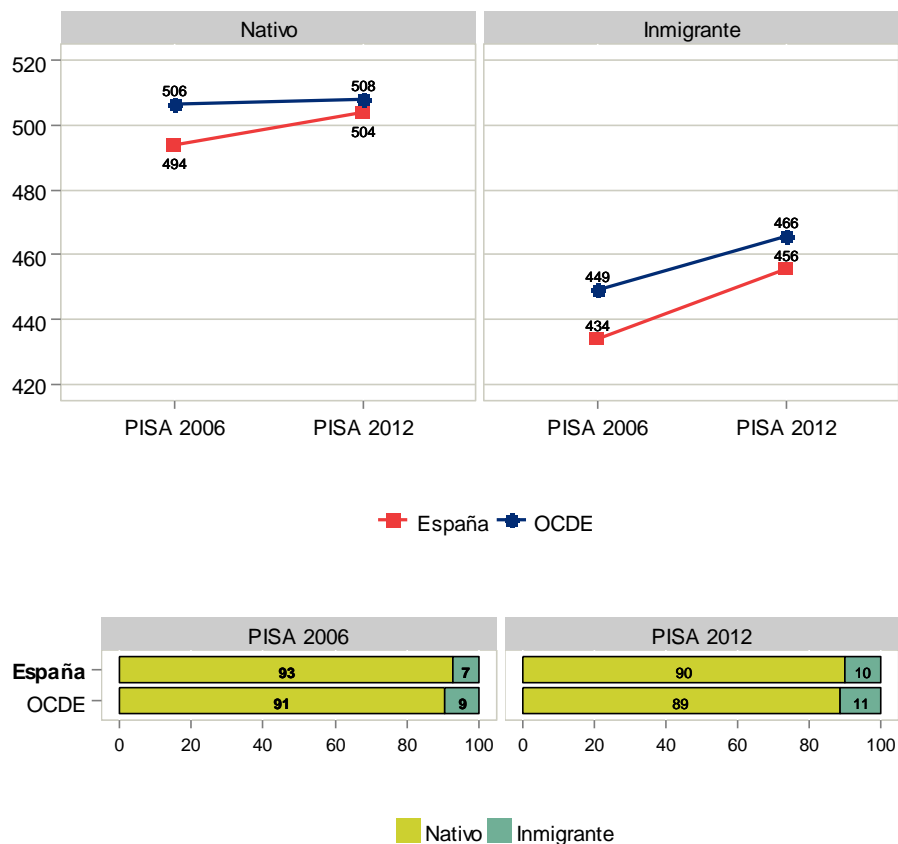 Nativo Inmigrante
520
506 508
500
504
494
480
466
460
456
449
440
434
420
PISA 2006 PISA 2012 PISA 2006 PISA 2012
España OCDE
PISA 2006 PISA 2012
España 93 7 90 10
OCDE 91 9 89 11
0 20 40 60 80 100 0 20 40 60 80 100
Nativo Inmigrante